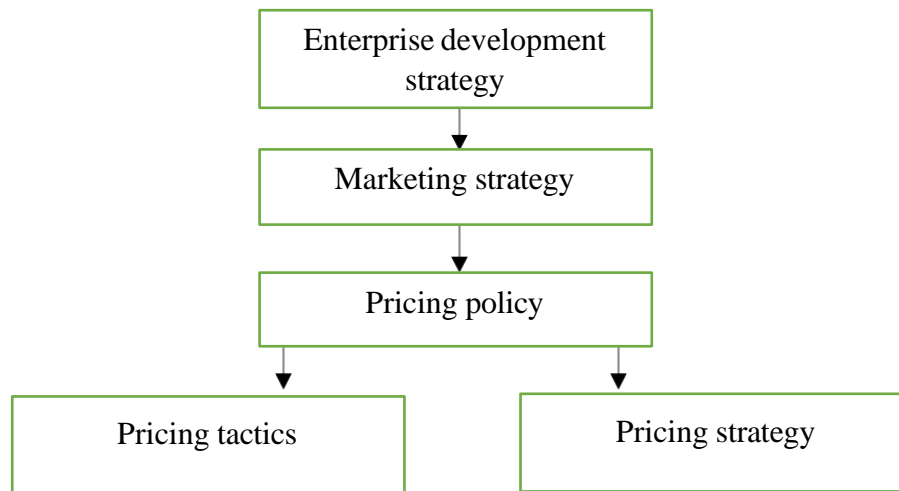 Enterprise development
strategy
Marketing strategy
Pricing policy
Pricing tactics
Pricing strategy